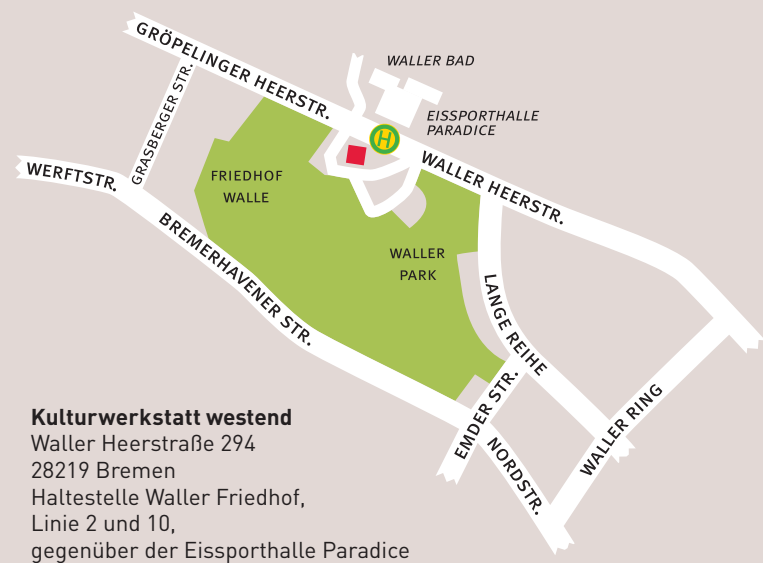 GRÖPELINGER HEERSTR.
WALLER BAD
EISSPORTHALLE
PARADICE
H
GRASBERGER STR.
WALLER HEERSTR.
WERFTSTR.
FRIEDHOF
WALLE
BREMERHAVENER STR.
WALLER
PARK
LANGE REIHE
EMDER STR.
WALLER RING
NORDSTR.
Kulturwerkstatt westend
Waller Heerstraße 294
28219 Bremen
Haltestelle Waller Friedhof,
Linie 2 und 10,
gegenüber der Eissporthalle Paradice